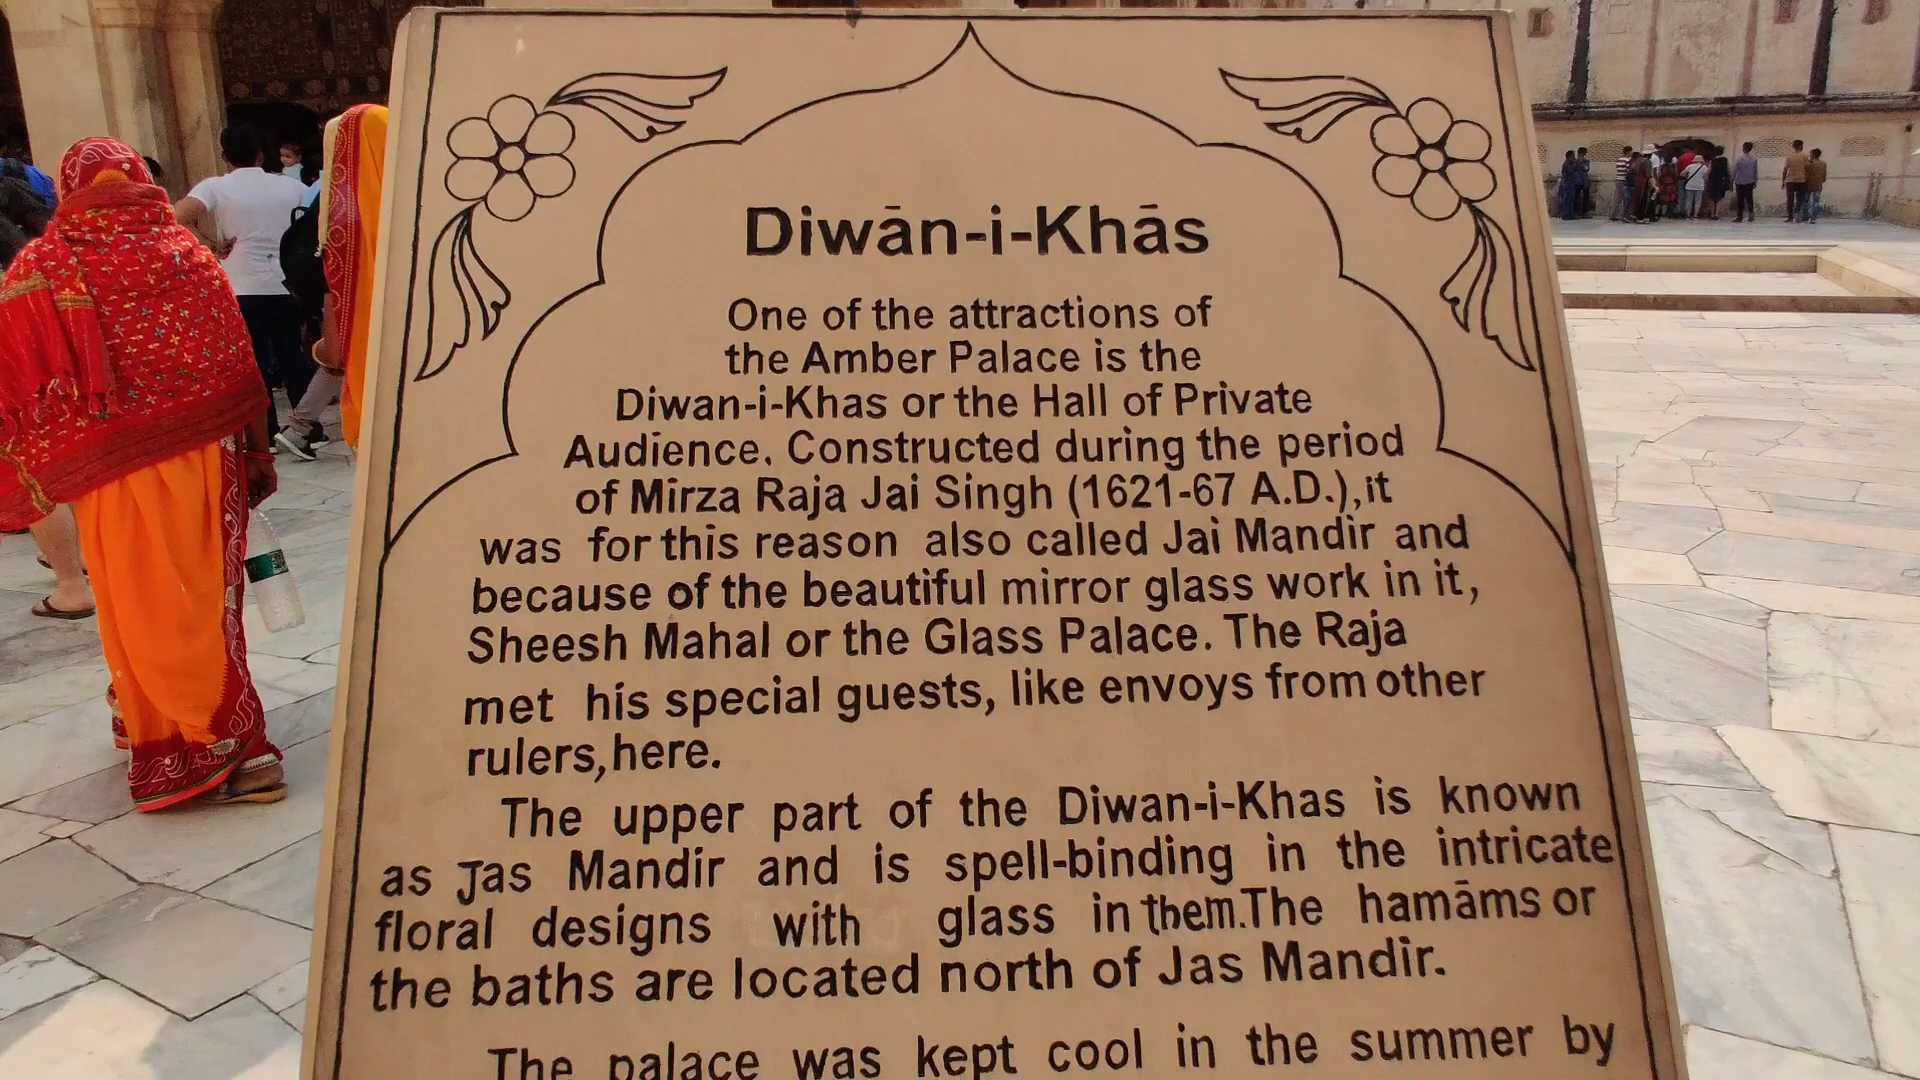 Diwān-i-Khās
One of the attractions of
the Amber Palace is the
Diwan-i-Khas or the Hall of Private
Audience. Constructed during the period
of Mirza Raja Jai Singh (1621-67 A.D.), it
was for this reason also called Jai Mandir and
because of the beautiful mirror glass work in it,
Sheesh Mahal or the Glass Palace. The Raja
met his special guests, like envoys from other
rulers, here.
The upper part of the Diwan-i-Khas is known
as Jas Mandir and is spell-binding in the intricate
floral designs with glass in them. The hamāms or
the baths are located north of Jas Mandir.
The palace was kept cool in the summer by